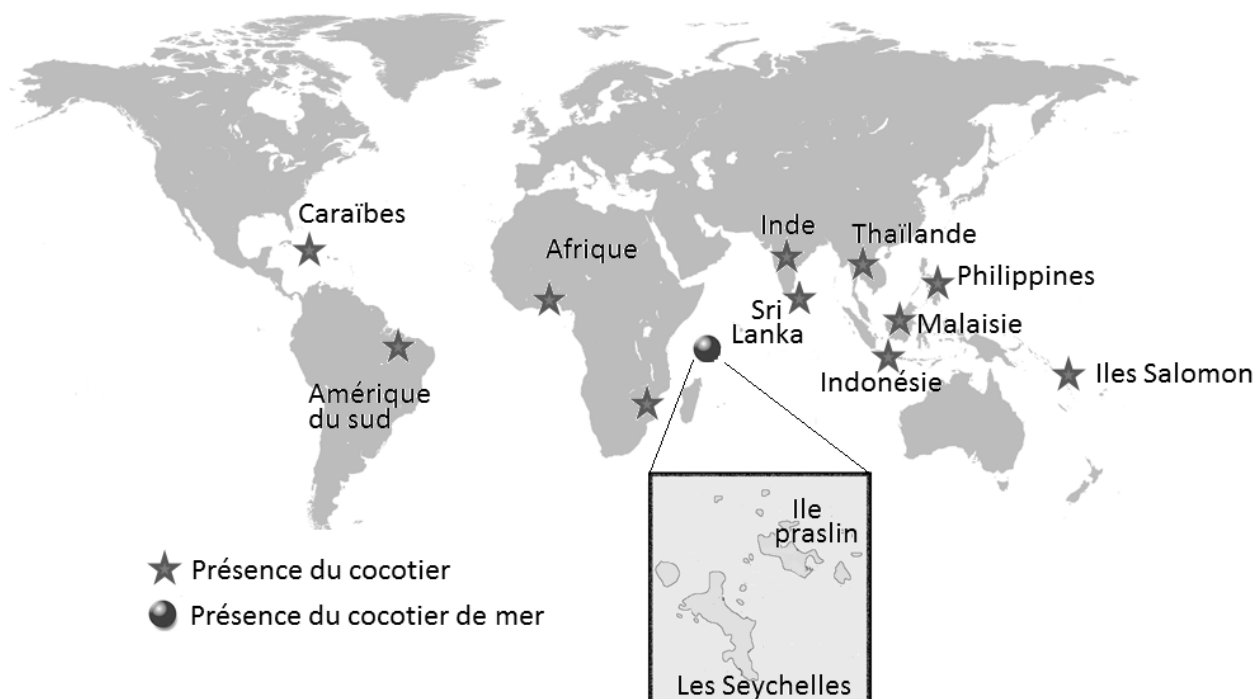 Caraïbes
Afrique
Inde
Thaïlande
Philippines
Sri
Lanka
Malaisie
Indonésie
Iles Salomon
Amérique
du sud
Ile
praslin
Présence du cocotier
Présence du cocotier de mer
Les Seychelles